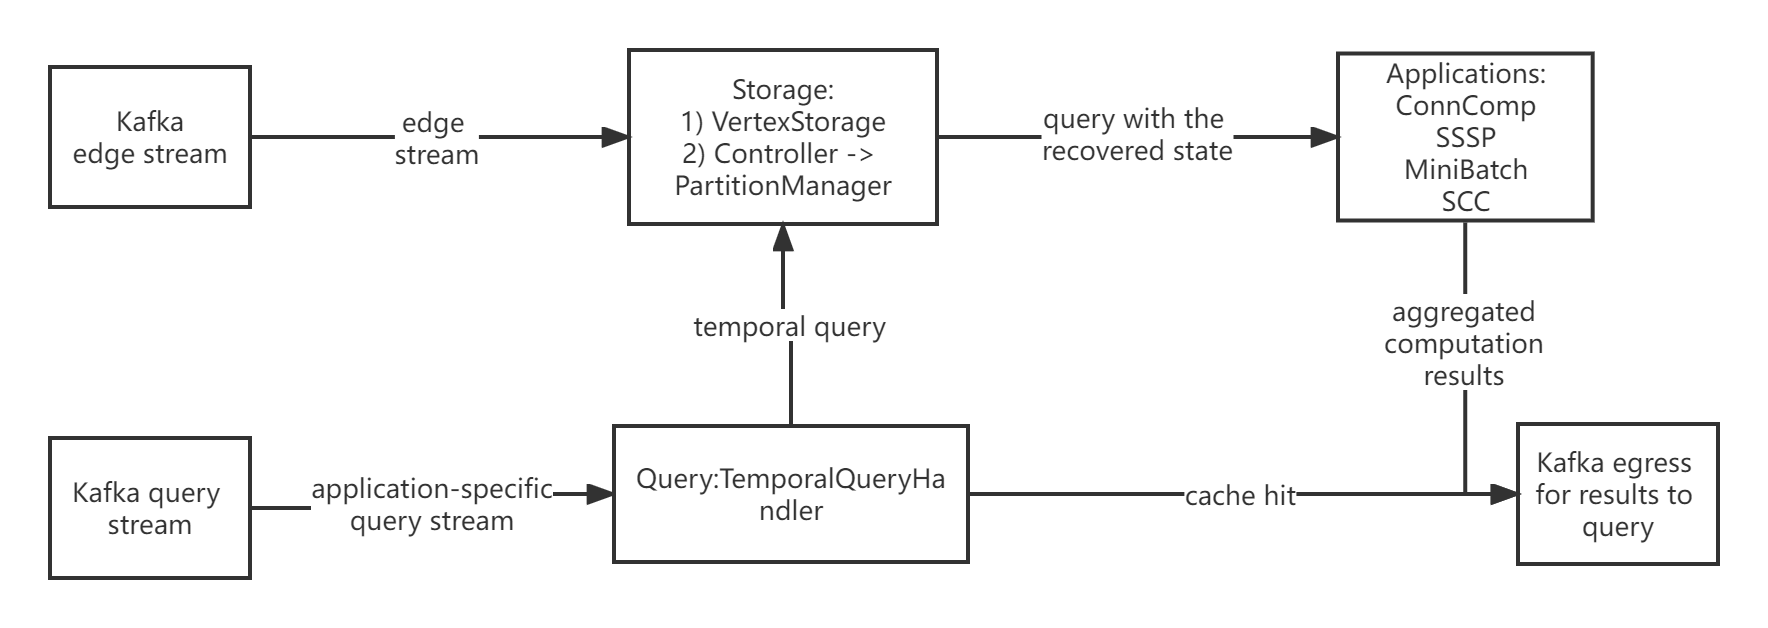 Kafka
edge stream
edge
stream
Storage:
1) VertexStorage
2) Controller ->
PartitionManager
query with the
recovered state
Applications:
ConnComp
SSSP
MiniBatch
SCC
temporal query
aggregated
computation
results
Kafka query
stream
application-specific
query stream
Query:TemporalQueryHa
ndler
cache hit
Kafka egress
for results to
query